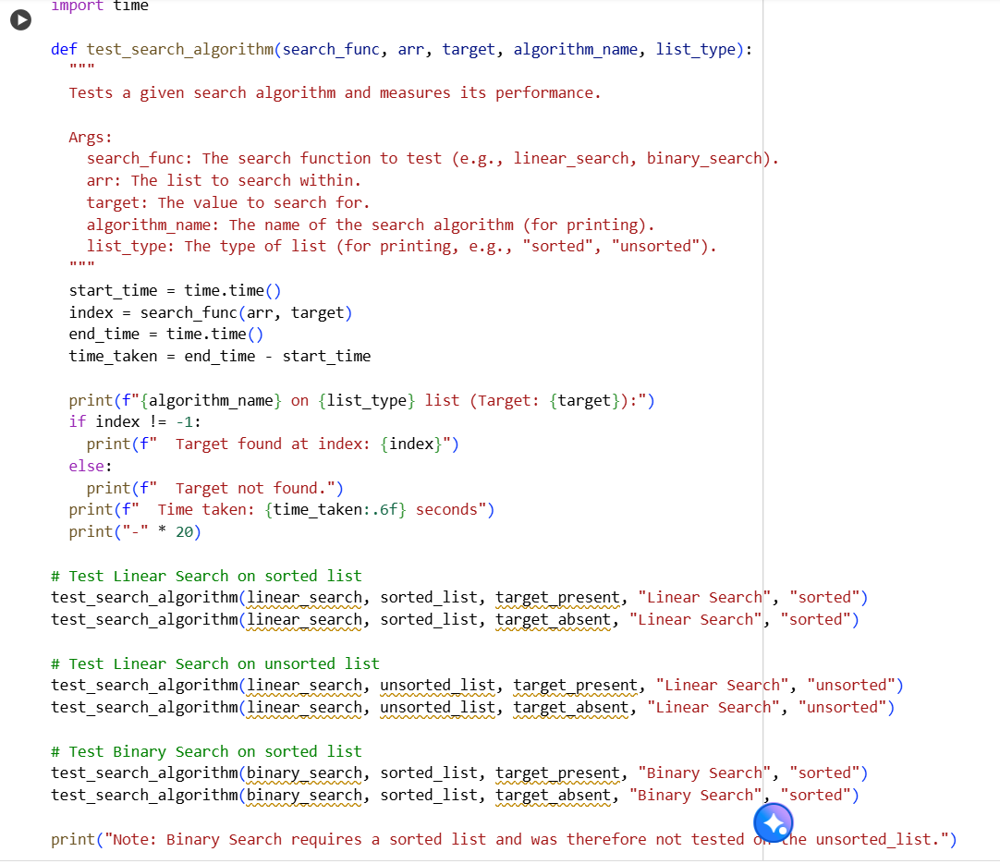 import time
def test_search_algorithm(search_func, arr, target, algorithm_name, list_type):
"""
Tests a given search algorithm and measures its performance.
Args:
search_func: The search function to test (e.g., linear_search, binary_search).
arr: The list to search within.
target: The value to search for.
algorithm_name: The name of the search algorithm (for printing).
list_type: The type of list (for printing, e.g., "sorted", "unsorted").
"""
start_time = time.time()
index = search_func(arr, target)
end_time = time.time()
time_taken = end_time - start_time
print(f"{algorithm_name} on {list_type} list (Target: {target}):")
if index != -1:
print(f"  Target found at index: {index}")
else:
print(f"  Target not found.")
print(f"  Time taken: {time_taken:.6f} seconds")
print("-" * 20)
# Test Linear Search on sorted list
test_search_algorithm(linear_search, sorted_list, target_present, "Linear Search", "sorted")
test_search_algorithm(linear_search, sorted_list, target_absent, "Linear Search", "sorted")
# Test Linear Search on unsorted list
test_search_algorithm(linear_search, unsorted_list, target_present, "Linear Search", "unsorted")
test_search_algorithm(linear_search, unsorted_list, target_absent, "Linear Search", "unsorted")
# Test Binary Search on sorted list
test_search_algorithm(binary_search, sorted_list, target_present, "Binary Search", "sorted")
test_search_algorithm(binary_search, sorted_list, target_absent, "Binary Search", "sorted")
print("Note: Binary Search requires a sorted list and was therefore not tested on the unsorted_list.")